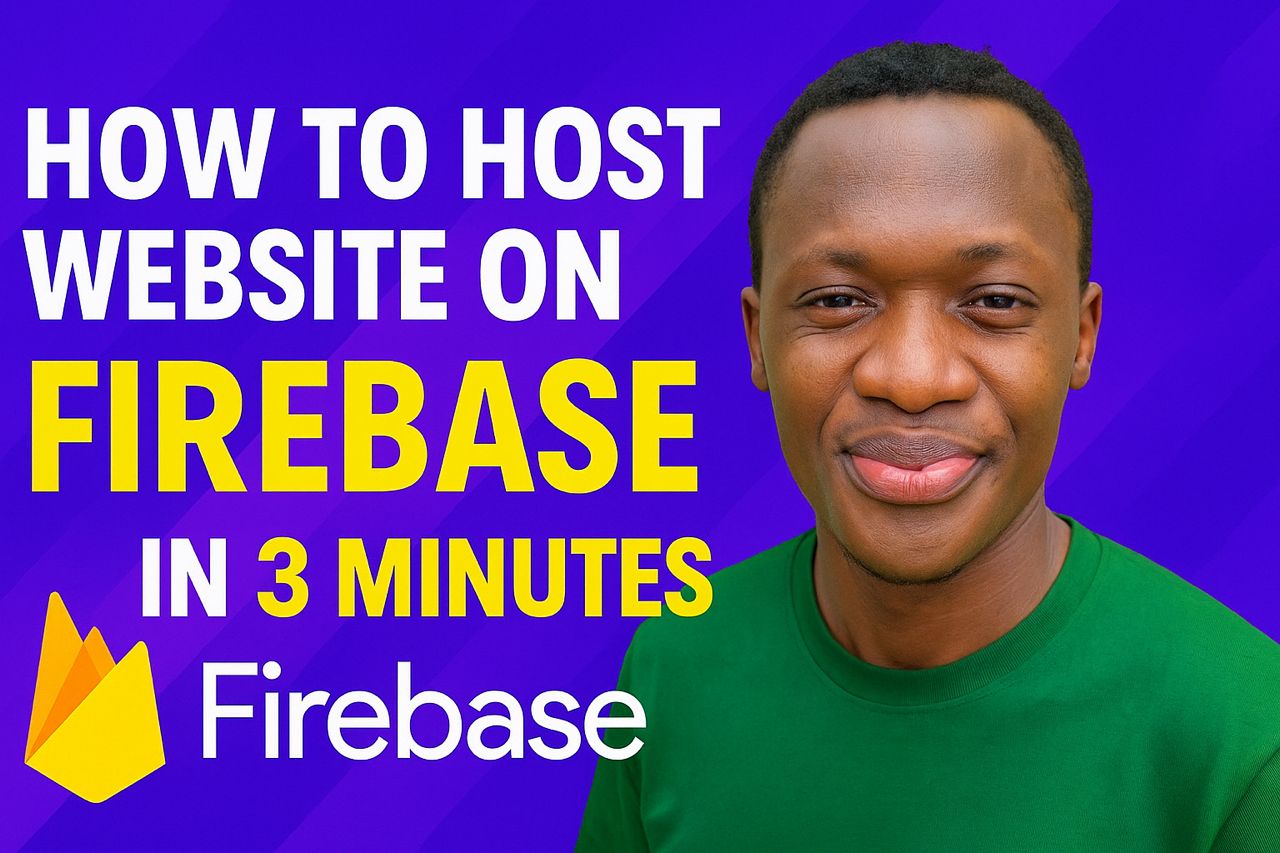 HOW TO HOST
WEBSITE ON
FIREBASE
IN 3 MINUTES
Firebase